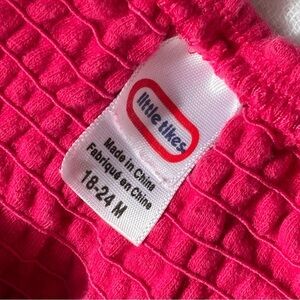 little tikes
Made in China
Fabriqué en Chine
18-24 M